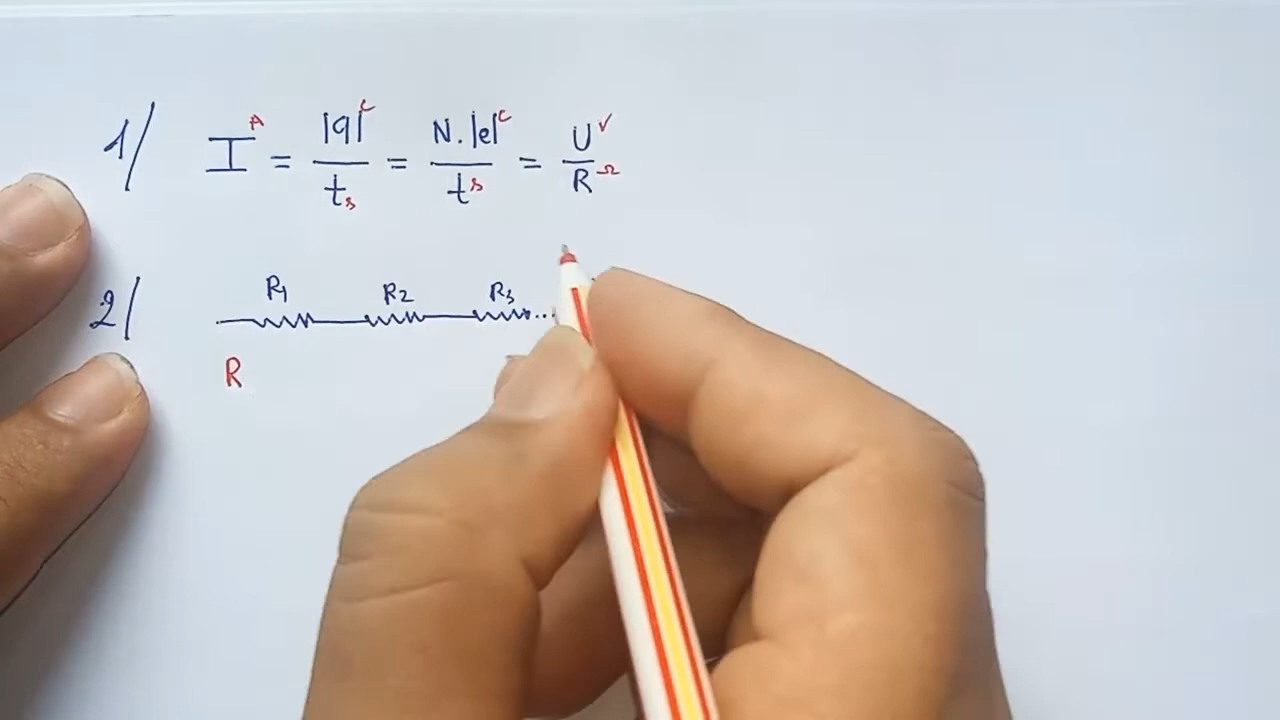 1/ I^A = |q|^C / t_s = N.|e|^C / t^s = U^V / R^Ω
2/ R1 R2 R3 ...
R